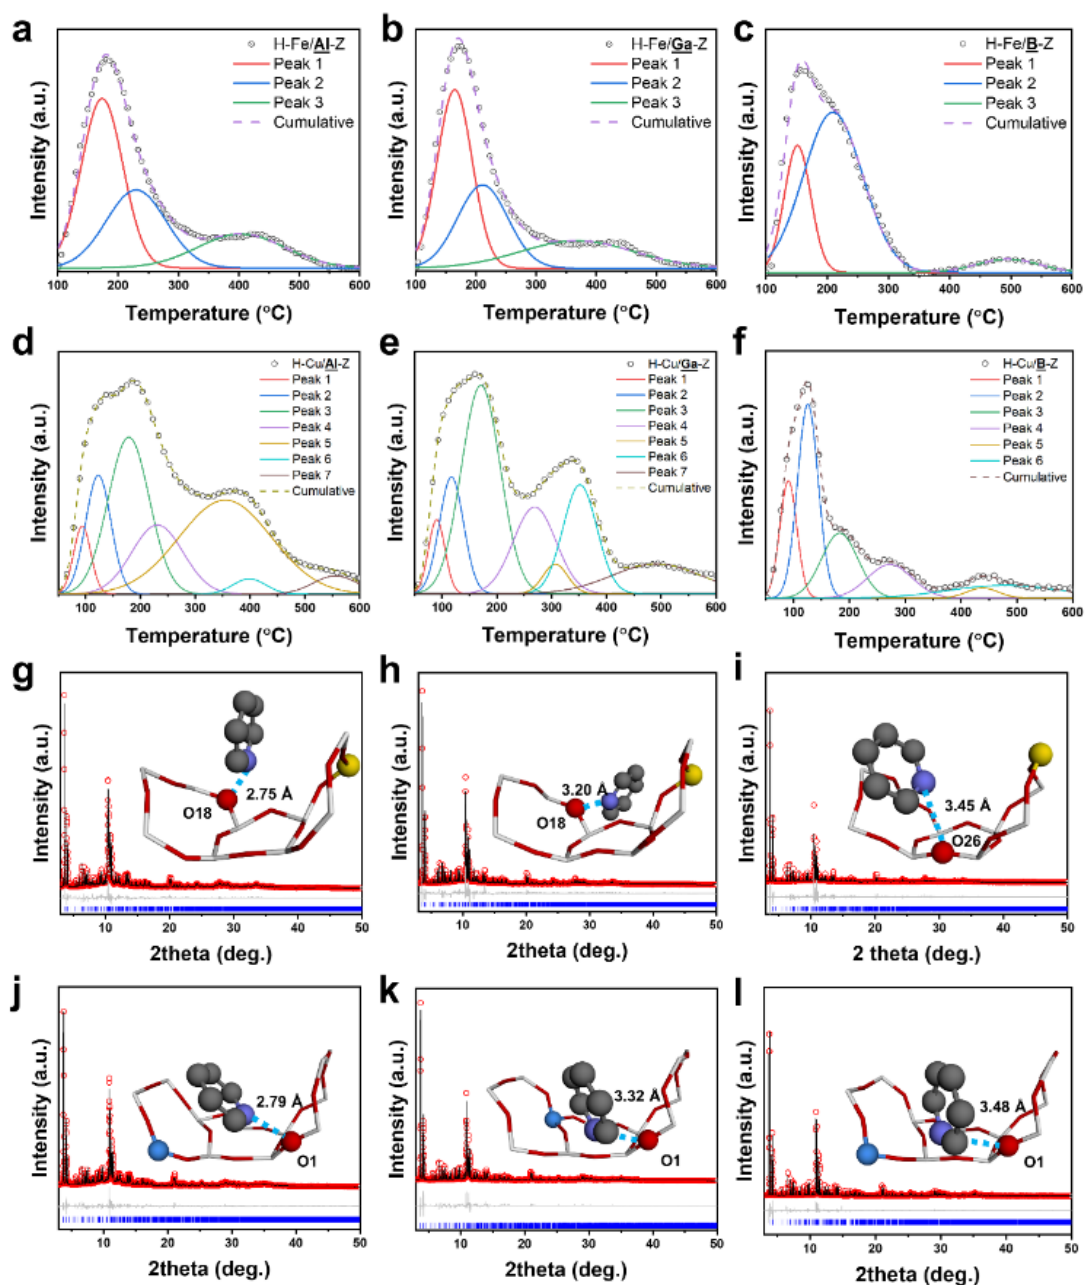 a
H-Fe/Al-Z
Peak 1
Peak 2
Peak 3
Cumulative
Intensity (a.u.)
100 200 300 400 500 600
Temperature (°C)
b
H-Fe/Ga-Z
Peak 1
Peak 2
Peak 3
Cumulative
Intensity (a.u.)
100 200 300 400 500 600
Temperature (°C)
c
H-Fe/B-Z
Peak 1
Peak 2
Peak 3
Cumulative
Intensity (a.u.)
100 200 300 400 500 600
Temperature (°C)
d
H-Cu/Al-Z
Peak 1
Peak 2
Peak 3
Peak 4
Peak 5
Peak 6
Peak 7
Cumulative
Intensity (a.u.)
100 200 300 400 500 600
Temperature (°C)
e
H-Cu/Ga-Z
Peak 1
Peak 2
Peak 3
Peak 4
Peak 5
Peak 6
Peak 7
Cumulative
Intensity (a.u.)
100 200 300 400 500 600
Temperature (°C)
f
H-Cu/B-Z
Peak 1
Peak 2
Peak 3
Peak 4
Peak 5
Peak 6
Cumulative
Intensity (a.u.)
100 200 300 400 500 600
Temperature (°C)
g
2.75 Å
O18
Intensity (a.u.)
10 20 30 40 50
2theta (deg.)
h
3.20 Å
O18
Intensity (a.u.)
10 20 30 40 50
2theta (deg.)
i
3.45 Å
O26
Intensity (a.u.)
10 20 30 40 50
2 theta (deg.)
j
2.79 Å
O1
Intensity (a.u.)
10 20 30 40 50
2theta (deg.)
k
3.32 Å
O1
Intensity (a.u.)
10 20 30 40 50
2theta (deg.)
l
3.48 Å
O1
Intensity (a.u.)
10 20 30 40 50
2theta (deg.)